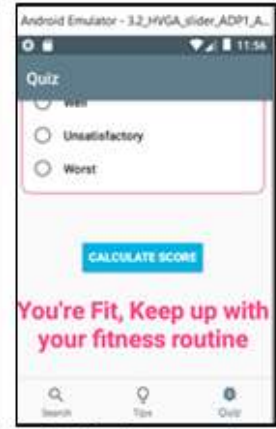 Android Emulator - 3.2_HVGA_slider_ADP1_A...
11:56
Quiz
Well
Unsatisfactory
Worst
CALCULATE SCORE
You're Fit, Keep up with
your fitness routine
Search
Tips
Quiz